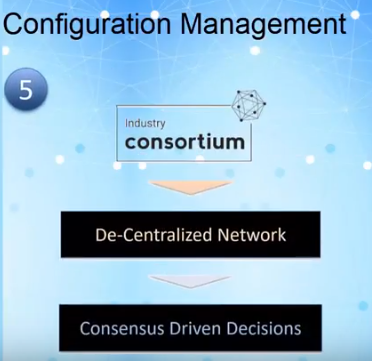 Configuration Management
5
Industry
consortium
De-Centralized Network
Consensus Driven Decisions